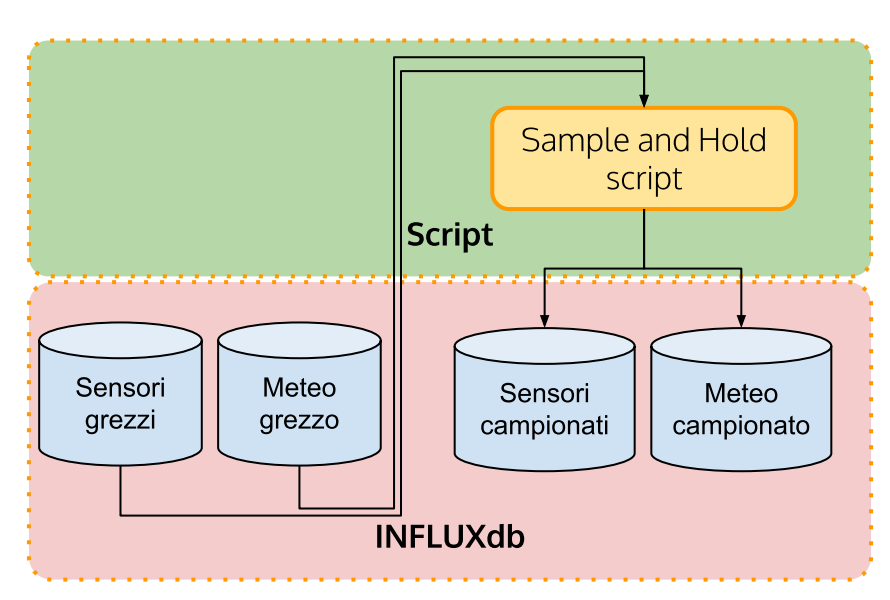 Sample and Hold
script
Script
Sensori
grezzi
Meteo
grezzo
Sensori
campionati
Meteo
campionato
INFLUXdb